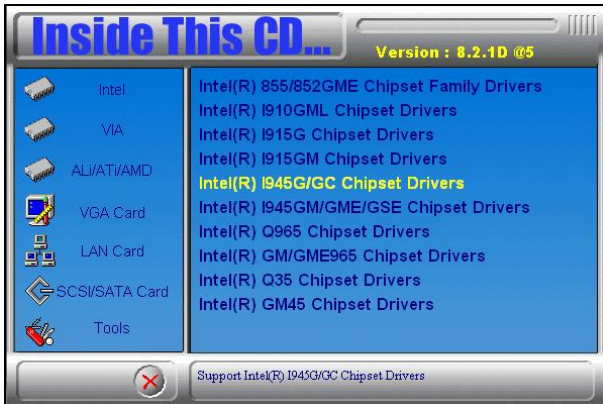 Inside This CD...
Version : 8.2.1D @5
Intel
VIA
ALi/ATi/AMD
VGA Card
LAN Card
SCSI/SATA Card
Tools
Intel(R) 855/852GME Chipset Family Drivers
Intel(R) I910GML Chipset Drivers
Intel(R) I915G Chipset Drivers
Intel(R) I915GM Chipset Drivers
Intel(R) I945G/GC Chipset Drivers
Intel(R) I945GM/GME/GSE Chipset Drivers
Intel(R) Q965 Chipset Drivers
Intel(R) GM/GME965 Chipset Drivers
Intel(R) Q35 Chipset Drivers
Intel(R) GM45 Chipset Drivers
Support Intel(R) I945G/GC Chipset Drivers